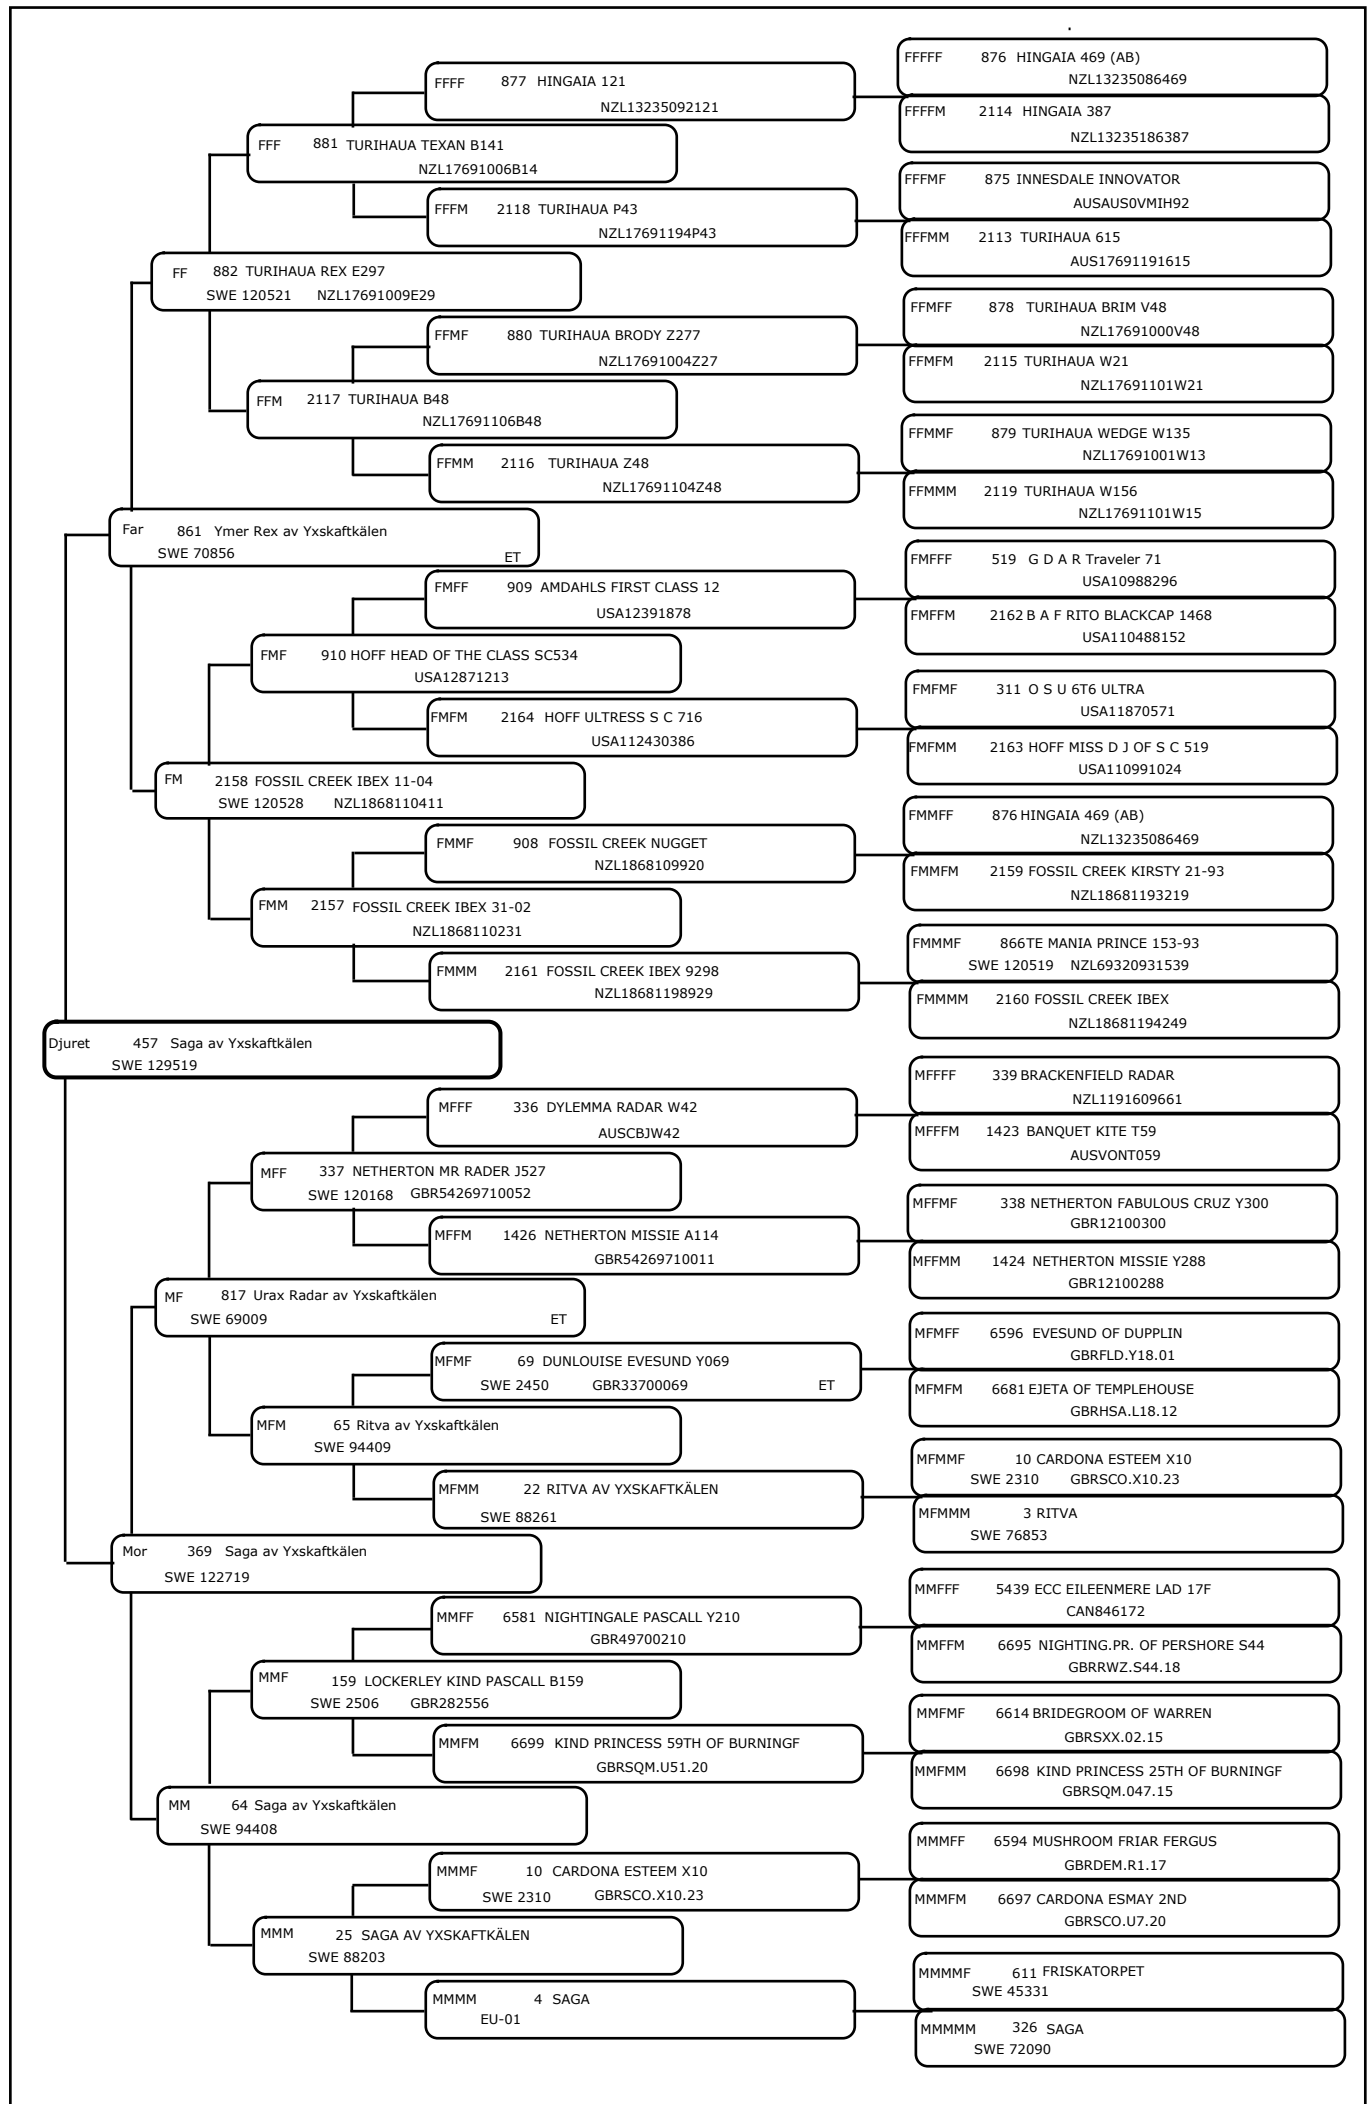 FFFFF 876 HINGAIA 469 (AB)
NZL13235086469
FFFF 877 HINGAIA 121
NZL13235092121
FFFFM 2114 HINGAIA 387
NZL13235186387
FFF 881 TURIHAUA TEXAN B141
NZL17691006B14
FFFMF 875 INNESDALE INNOVATOR
AUSAUS0VMIH92
FFFM 2118 TURIHAUA P43
NZL17691194P43
FFFMM 2113 TURIHAUA 615
AUS17691191615
FF 882 TURIHAUA REX E297
SWE 120521 NZL17691009E29
FFMFF 878 TURIHAUA BRIM V48
NZL17691000V48
FFMF 880 TURIHAUA BRODY Z277
NZL17691004Z27
FFMFM 2115 TURIHAUA W21
NZL17691101W21
FFM 2117 TURIHAUA B48
NZL17691106B48
FFMMF 879 TURIHAUA WEDGE W135
NZL17691001W13
FFMM 2116 TURIHAUA Z48
NZL17691104Z48
FFMMM 2119 TURIHAUA W156
NZL17691101W15
Far 861 Ymer Rex av Yxskaftkälen
SWE 70856 ET
FMFFF 519 G D A R Traveler 71
USA10988296
FMFF 909 AMDAHLS FIRST CLASS 12
USA12391878
FMFFM 2162 B A F RITO BLACKCAP 1468
USA110488152
FMF 910 HOFF HEAD OF THE CLASS SC534
USA12871213
FMFMF 311 O S U 6T6 ULTRA
USA11870571
FMFM 2164 HOFF ULTRESS S C 716
USA112430386
FMFMM 2163 HOFF MISS D J OF S C 519
USA110991024
FM 2158 FOSSIL CREEK IBEX 11-04
SWE 120528 NZL1868110411
FMMFF 876 HINGAIA 469 (AB)
NZL13235086469
FMMF 908 FOSSIL CREEK NUGGET
NZL1868109920
FMMFM 2159 FOSSIL CREEK KIRSTY 21-93
NZL18681193219
FMM 2157 FOSSIL CREEK IBEX 31-02
NZL1868110231
FMMMF 866TE MANIA PRINCE 153-93
SWE 120519 NZL69320931539
FMMM 2161 FOSSIL CREEK IBEX 9298
NZL18681198929
FMMMM 2160 FOSSIL CREEK IBEX
NZL18681194249
Djuret 457 Saga av Yxskaftkälen
SWE 129519
MFFFF 339 BRACKENFIELD RADAR
NZL1191609661
MFFF 336 DYLEMMA RADAR W42
AUSCBJW42
MFFFM 1423 BANQUET KITE T59
AUSVONT059
MFF 337 NETHERTON MR RADER J527
SWE 120168 GBR54269710052
MFFMF 338 NETHERTON FABULOUS CRUZ Y300
GBR12100300
MFFM 1426 NETHERTON MISSIE A114
GBR54269710011
MFFMM 1424 NETHERTON MISSIE Y288
GBR12100288
MF 817 Urax Radar av Yxskaftkälen
SWE 69009 ET
MFMFF 6596 EVESUND OF DUPPLIN
GBRFLD.Y18.01
MFMF 69 DUNLOUISE EVESUND Y069
SWE 2450 GBR33700069 ET
MFMFM 6681 EJETA OF TEMPLEHOUSE
GBRHSA.L18.12
MFM 65 Ritva av Yxskaftkälen
SWE 94409
MFMMF 10 CARDONA ESTEEM X10
SWE 2310 GBRSCO.X10.23
MFMM 22 RITVA AV YXSKAFTKÄLEN
SWE 88261
MFMMM 3 RITVA
SWE 76853
Mor 369 Saga av Yxskaftkälen
SWE 122719
MMFFF 5439 ECC EILEENMERE LAD 17F
CAN846172
MMFF 6581 NIGHTINGALE PASCALL Y210
GBR49700210
MMFFM 6695 NIGHTING.PR. OF PERSHORE S44
GBRRWZ.S44.18
MMF 159 LOCKERLEY KIND PASCALL B159
SWE 2506 GBR282556
MMFMF 6614 BRIDEGROOM OF WARREN
GBRSXX.02.15
MMFM 6699 KIND PRINCESS 59TH OF BURNINGF
GBRSQM.U51.20
MMFMM 6698 KIND PRINCESS 25TH OF BURNINGF
GBRSQM.047.15
MM 64 Saga av Yxskaftkälen
SWE 94408
MMMFF 6594 MUSHROOM FRIAR FERGUS
GBRDEM.R1.17
MMMF 10 CARDONA ESTEEM X10
SWE 2310 GBRSCO.X10.23
MMMFM 6697 CARDONA ESMAY 2ND
GBRSCO.U7.20
MMM 25 SAGA AV YXSKAFTKÄLEN
SWE 88203
MMMMF 611 FRISKATORPET
SWE 45331
MMMM 4 SAGA
EU-01
MMMMM 326 SAGA
SWE 72090